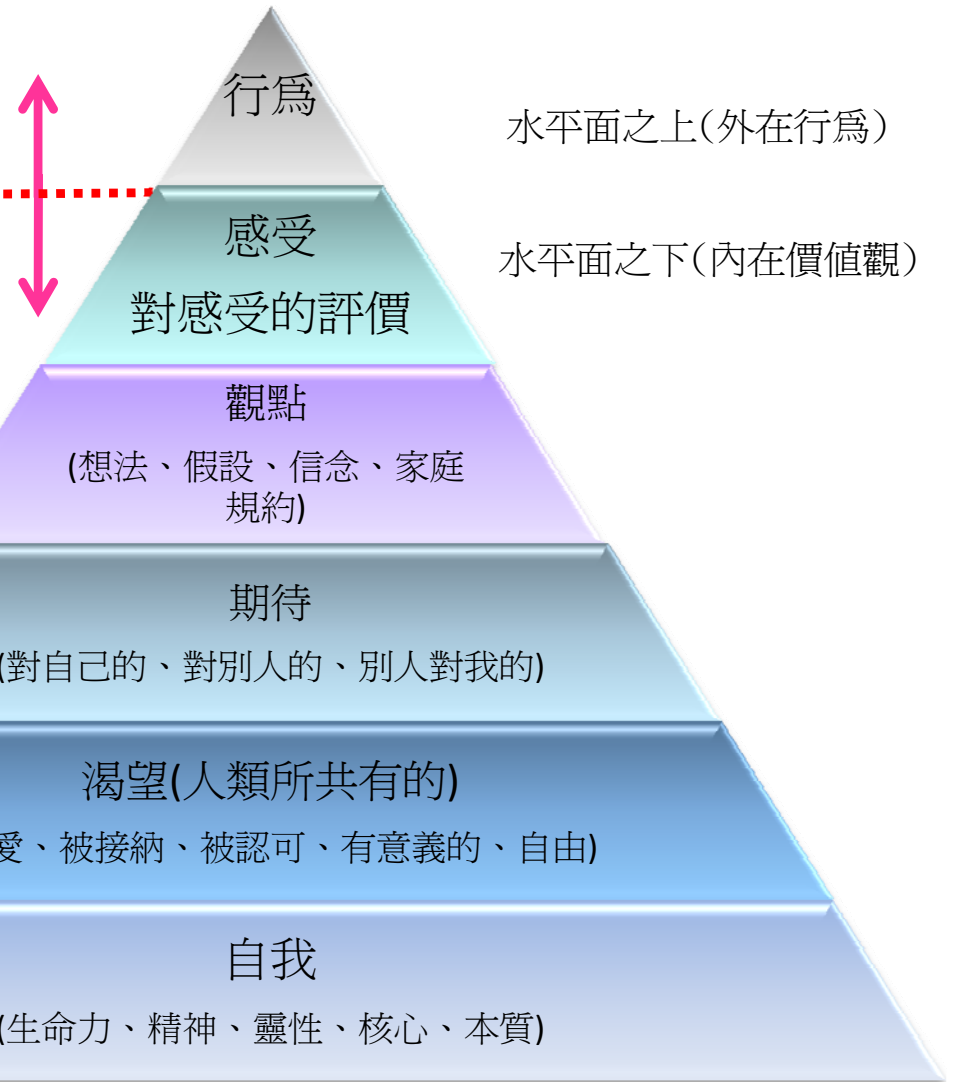 行爲
水平面之上(外在行爲)
感受
水平面之下(內在價值觀)
對感受的評價
觀點
(想法、假設、信念、家庭
規約)
期待
(對自己的、對別人的、別人對我的)
渴望(人類所共有的)
愛、被接納、被認可、有意義的、自由)
自我
(生命力、精神、靈性、核心、本質)